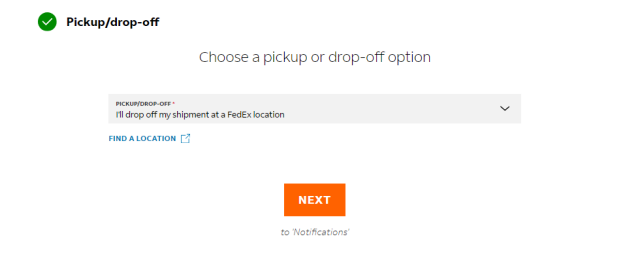 Pickup/drop-off
Choose a pickup or drop-off option
PICKUP/DROP-OFF *
I'll drop off my shipment at a FedEx location
FIND A LOCATION
NEXT
to 'Notifications'